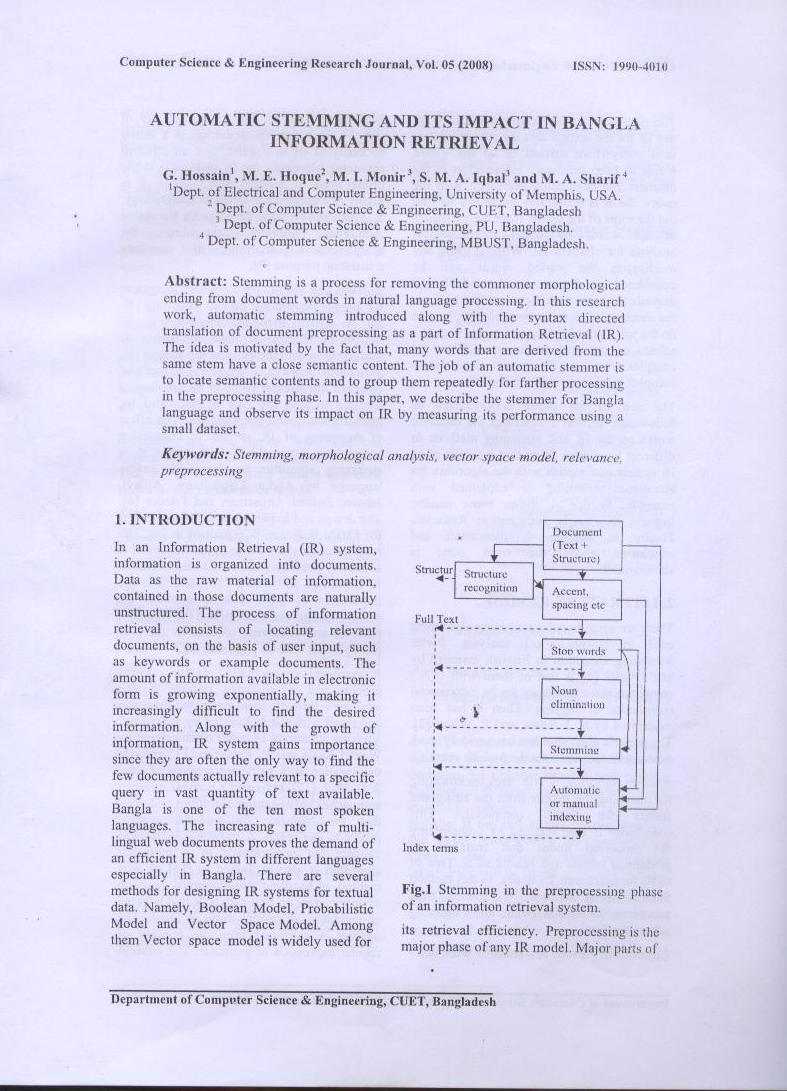 Computer Science & Engineering Research Journal, Vol. 05 (2008) ISSN: 1990-4010
AUTOMATIC STEMMING AND ITS IMPACT IN BANGLA
INFORMATION RETRIEVAL
G. Hossain¹, M. E. Hoque², M. I. Monir³, S. M. A. Iqbal³ and M. A. Sharif⁴
¹Dept. of Electrical and Computer Engineering, University of Memphis, USA.
² Dept. of Computer Science & Engineering, CUET, Bangladesh
³ Dept. of Computer Science & Engineering, PU, Bangladesh.
⁴ Dept. of Computer Science & Engineering, MBUST, Bangladesh.
Abstract: Stemming is a process for removing the commoner morphological
ending from document words in natural language processing. In this research
work, automatic stemming introduced along with the syntax directed
translation of document preprocessing as a part of Information Retrieval (IR).
The idea is motivated by the fact that, many words that are derived from the
same stem have a close semantic content. The job of an automatic stemmer is
to locate semantic contents and to group them repeatedly for farther processing
in the preprocessing phase. In this paper, we describe the stemmer for Bangla
language and observe its impact on IR by measuring its performance using a
small dataset.
Keywords: Stemming, morphological analysis, vector space model, relevance,
preprocessing
1. INTRODUCTION
In an Information Retrieval (IR) system,
information is organized into documents.
Data as the raw material of information,
contained in those documents are naturally
unstructured. The process of information
retrieval consists of locating relevant
documents, on the basis of user input, such
as keywords or example documents. The
amount of information available in electronic
form is growing exponentially, making it
increasingly difficult to find the desired
information. Along with the growth of
information, IR system gains importance
since they are often the only way to find the
few documents actually relevant to a specific
query in vast quantity of text available.
Bangla is one of the ten most spoken
languages. The increasing rate of multi-
lingual web documents proves the demand of
an efficient IR system in different languages
especially in Bangla. There are several
methods for designing IR systems for textual
data. Namely, Boolean Model, Probabilistic
Model and Vector Space Model. Among
them Vector space model is widely used for
Document
(Text +
Structure)
Structur
Structure
recognition
Accent,
spacing etc
Full Text
Stop words
Noun
elimination
Stemming
Automatic
or manual
indexing
Index terms
Fig.1 Stemming in the preprocessing phase
of an information retrieval system.
its retrieval efficiency. Preprocessing is the
major phase of any IR model. Major parts of
Department of Computer Science & Engineering, CUET, Bangladesh